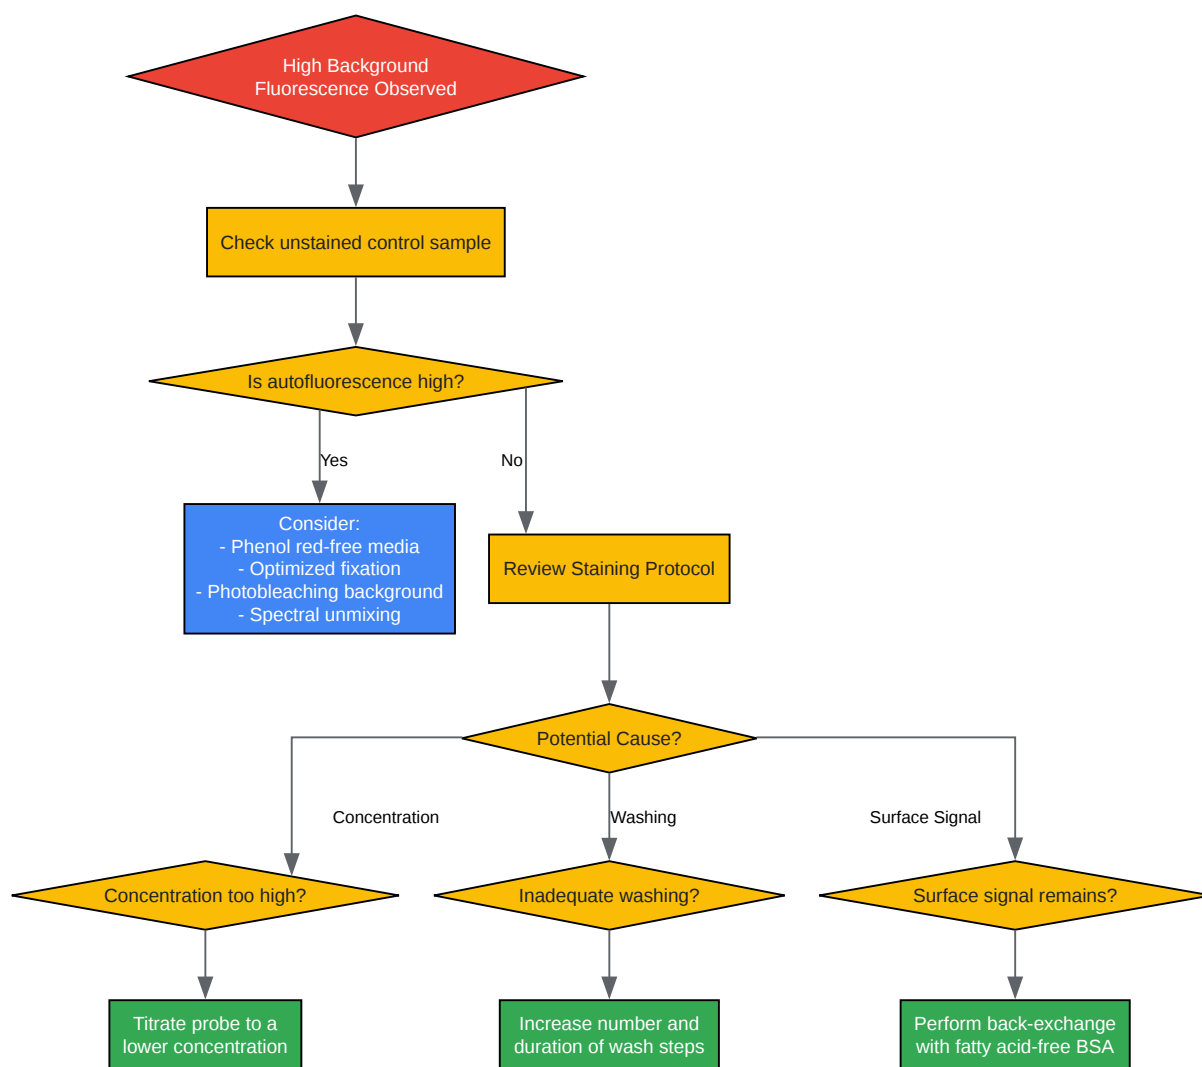 High Background
Fluorescence Observed
Check unstained control sample
Is autofluorescence high?
Yes
No
Consider:
- Phenol red-free media
- Optimized fixation
- Photobleaching background
- Spectral unmixing
Review Staining Protocol
Potential Cause?
Concentration
Washing
Surface Signal
Concentration too high?
Inadequate washing?
Surface signal remains?
Titrate probe to a
lower concentration
Increase number and
duration of wash steps
Perform back-exchange
with fatty acid-free BSA